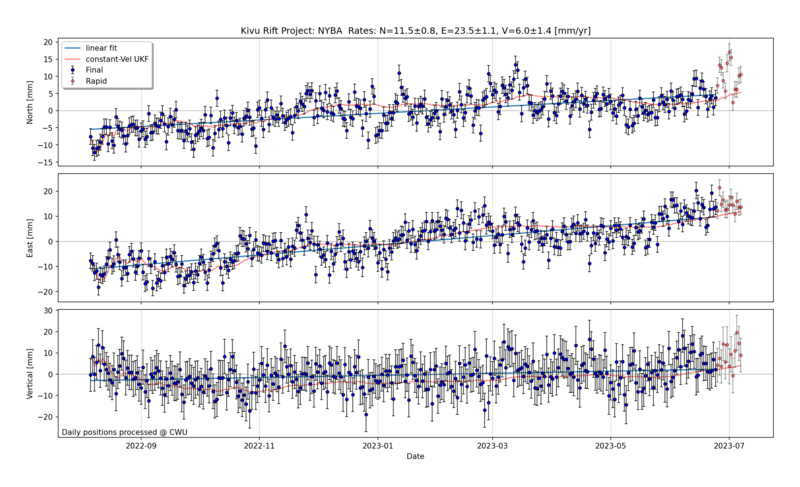 Kivu Rift Project: NYBA Rates: N=11.5±0.8, E=23.5±1.1, V=6.0±1.4 [mm/yr]
linear fit
constant-Vel UKF
Final
Rapid
North [mm]
20
15
10
5
0
−5
−10
−15
East [mm]
20
10
0
−10
−20
Vertical [mm]
30
20
10
0
−10
−20
Daily positions processed @ CWU
2022-09 2022-11 2023-01 2023-03 2023-05 2023-07
Date